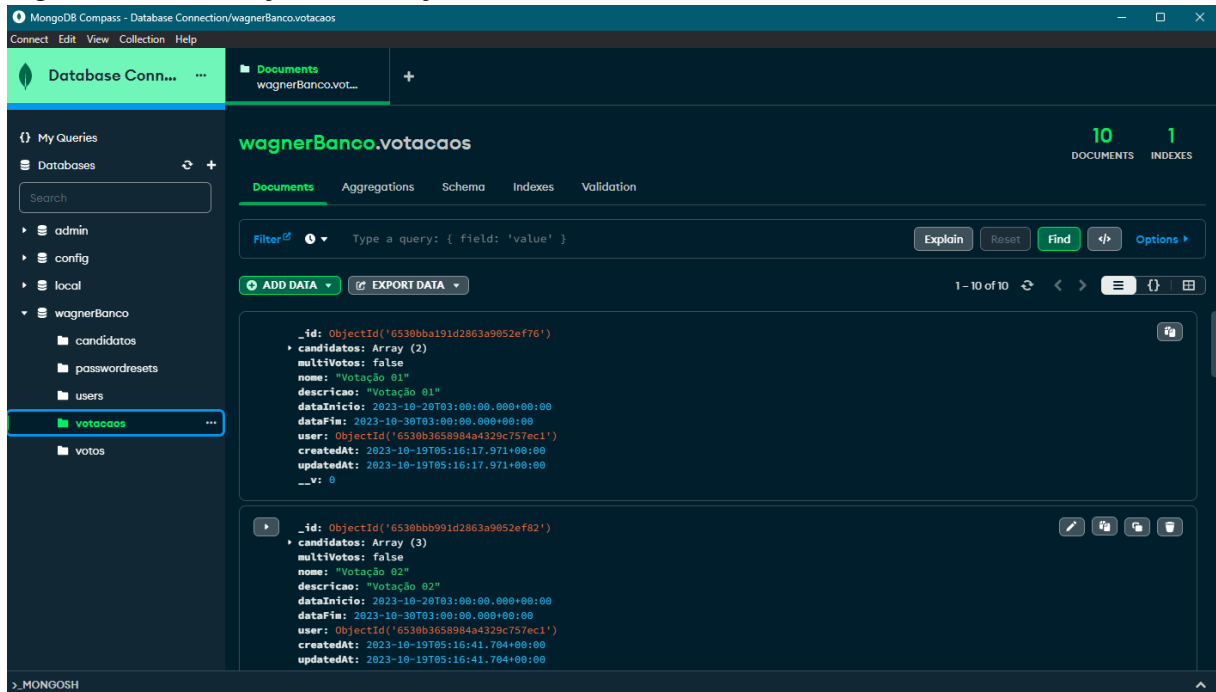 MongoDB Compass - Database Connection/wagnerBanco.votacaos
Connect Edit View Collection Help
Database Conn... ...
Documents
wagnerBanco.vot...
+
{} My Queries
Databases
Search
admin
config
local
wagnerBanco
candidatos
passwordresets
users
votacaos ...
votos
wagnerBanco.votacaos
10
DOCUMENTS
1
INDEXES
Documents Aggregations Schema Indexes Validation
Filter Type a query: { field: 'value' } Explain Reset Find </> Options
ADD DATA EXPORT DATA 1 – 10 of 10 {}
_id: ObjectId('6530bba191d2863a9052ef76')
candidatos: Array (2)
multiVotos: false
nome: "Votação 01"
descricao: "Votação 01"
dataInicio: 2023-10-20T03:00:00.000+00:00
dataFim: 2023-10-30T03:00:00.000+00:00
user: ObjectId('6530b3658984a4329c757ec1')
createdAt: 2023-10-19T05:16:17.971+00:00
updatedAt: 2023-10-19T05:16:17.971+00:00
__v: 0
_id: ObjectId('6530bbb991d2863a9052ef82')
candidatos: Array (3)
multiVotos: false
nome: "Votação 02"
descricao: "Votação 02"
dataInicio: 2023-10-20T03:00:00.000+00:00
dataFim: 2023-10-30T03:00:00.000+00:00
user: ObjectId('6530b3658984a4329c757ec1')
createdAt: 2023-10-19T05:16:41.704+00:00
updatedAt: 2023-10-19T05:16:41.704+00:00
>_MONGOSH